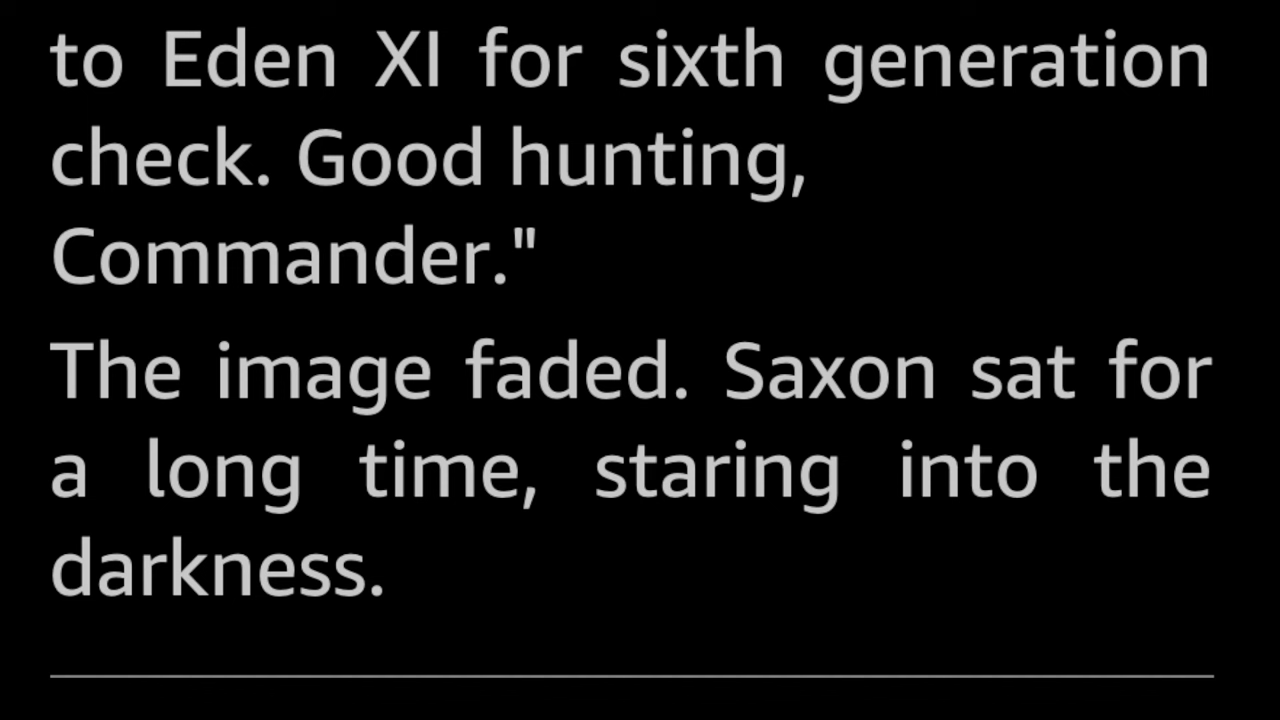 to Eden XI for sixth generation
check. Good hunting,
Commander."
The image faded. Saxon sat for
a long time, staring into the
darkness.